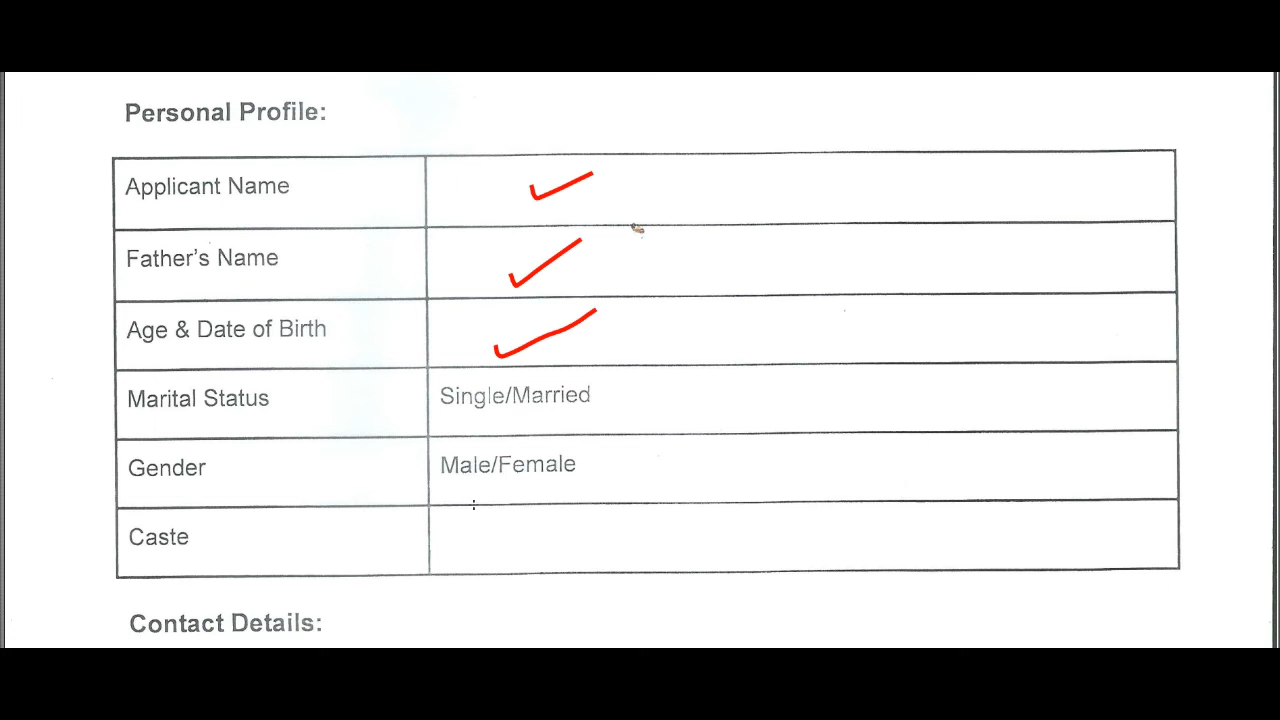 Personal Profile:
Applicant Name
Father's Name
Age & Date of Birth
Marital Status Single/Married
Gender Male/Female
Caste
Contact Details: